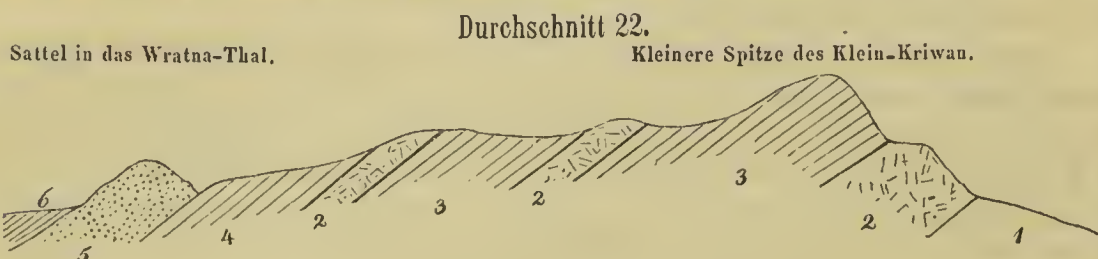 Durchschnitt 22.
Sattel in das Wratna-Thal. Kleinere Spitze des Klein-Kriwan.
6 5 4 2 3 2 3 2 1